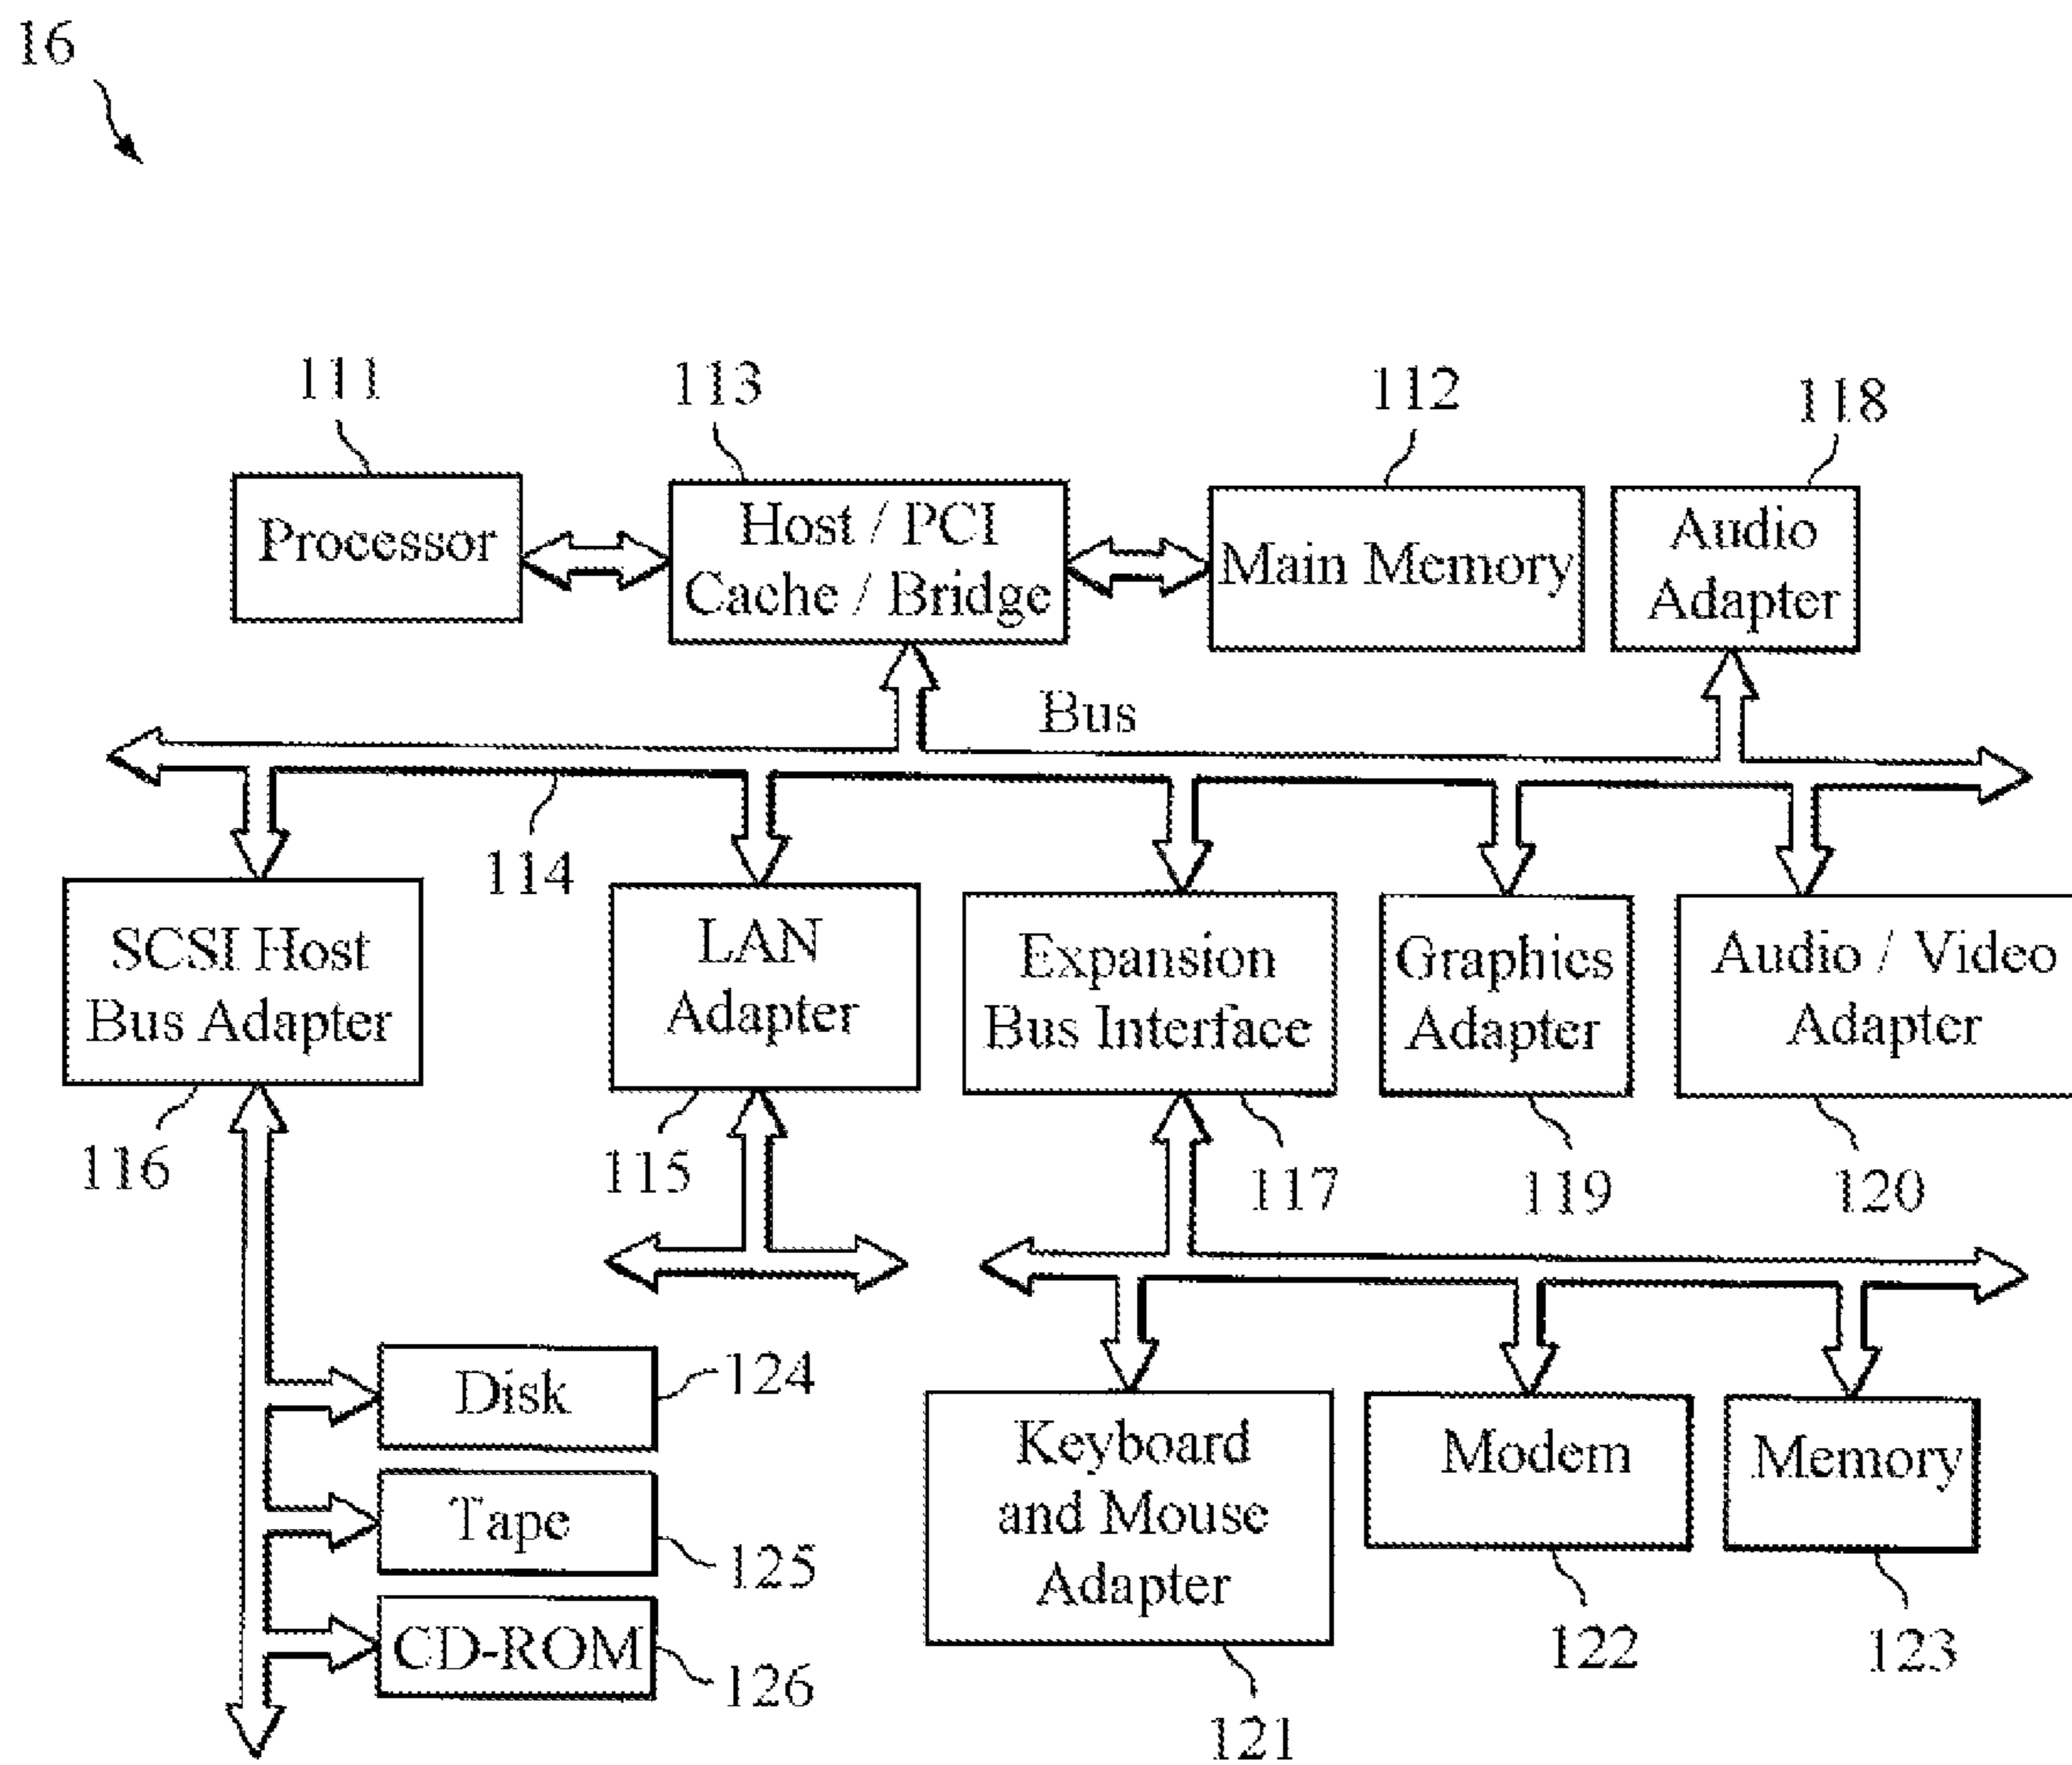 16
111
113
112
118
Processor
Host / PCI
Cache / Bridge
Main Memory
Audio
Adapter
Bus
114
SCSI Host
Bus Adapter
LAN
Adapter
Expansion
Bus Interface
Graphics
Adapter
Audio / Video
Adapter
116
115
117
119
120
Disk
124
Tape
125
CD-ROM
126
Keyboard
and Mouse
Adapter
Modem
Memory
121
122
123